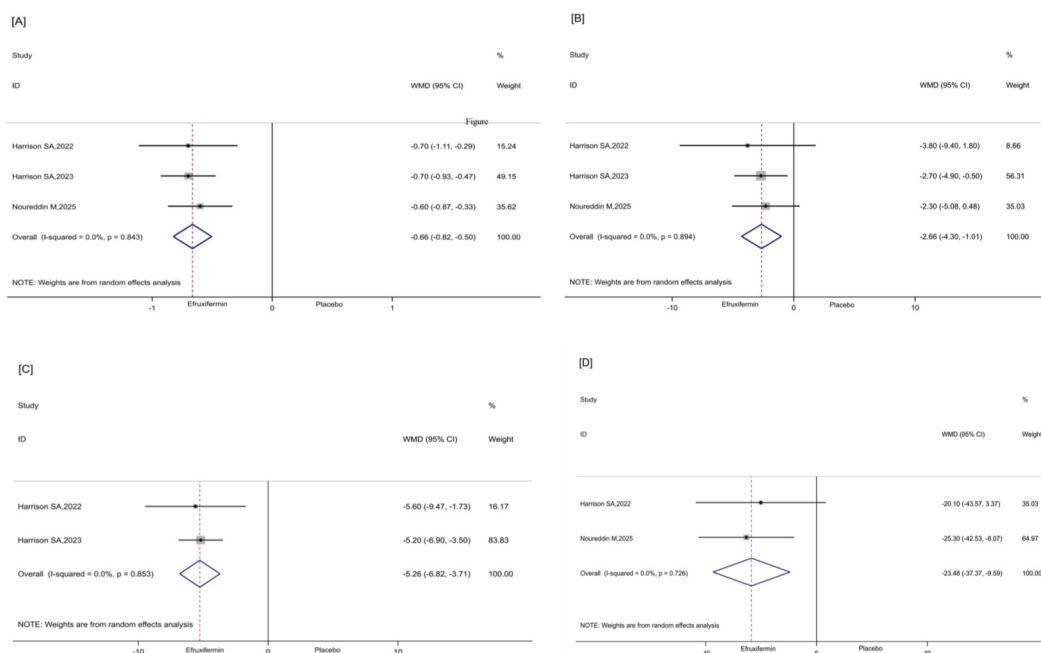 [A]
Study %
ID WMD (95% CI) Weight
Figure
Harrison SA,2022 -0.70 (-1.11, -0.29) 15.24
Harrison SA,2023 -0.70 (-0.93, -0.47) 49.15
Noureddin M,2025 -0.60 (-0.87, -0.33) 35.62
Overall (I-squared = 0.0%, p = 0.843) -0.66 (-0.82, -0.50) 100.00
NOTE: Weights are from random effects analysis
Efruxifermin Placebo
-1 0 1
[B]
Study %
ID WMD (95% CI) Weight
Harrison SA,2022 -3.80 (-9.40, 1.80) 8.66
Harrison SA,2023 -2.70 (-4.90, -0.50) 56.31
Noureddin M,2025 -2.30 (-5.08, 0.48) 35.03
Overall (I-squared = 0.0%, p = 0.894) -2.66 (-4.30, -1.01) 100.00
NOTE: Weights are from random effects analysis
Efruxifermin Placebo
-10 0 10
[C]
Study %
ID WMD (95% CI) Weight
Harrison SA,2022 -5.60 (-9.47, -1.73) 16.17
Harrison SA,2023 -5.20 (-6.90, -3.50) 83.83
Overall (I-squared = 0.0%, p = 0.853) -5.26 (-6.82, -3.71) 100.00
NOTE: Weights are from random effects analysis
Efruxifermin Placebo
-10 0 10
[D]
Study %
ID WMD (95% CI) Weight
Harrison SA,2022 -20.10 (-43.57, 3.37) 35.03
Noureddin M,2025 -25.30 (-42.53, -8.07) 64.97
Overall (I-squared = 0.0%, p = 0.726) -23.48 (-37.37, -9.59) 100.00
NOTE: Weights are from random effects analysis
Efruxifermin Placebo
-40 0 40